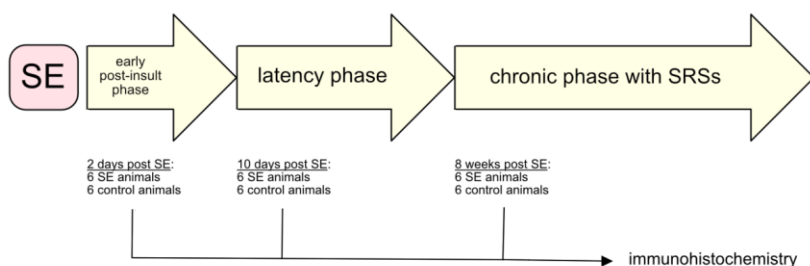 SE
early
post-insult
phase
latency phase
chronic phase with SRSs
2 days post SE:
6 SE animals
6 control animals
10 days post SE:
6 SE animals
6 control animals
8 weeks post SE:
6 SE animals
6 control animals
immunohistochemistry